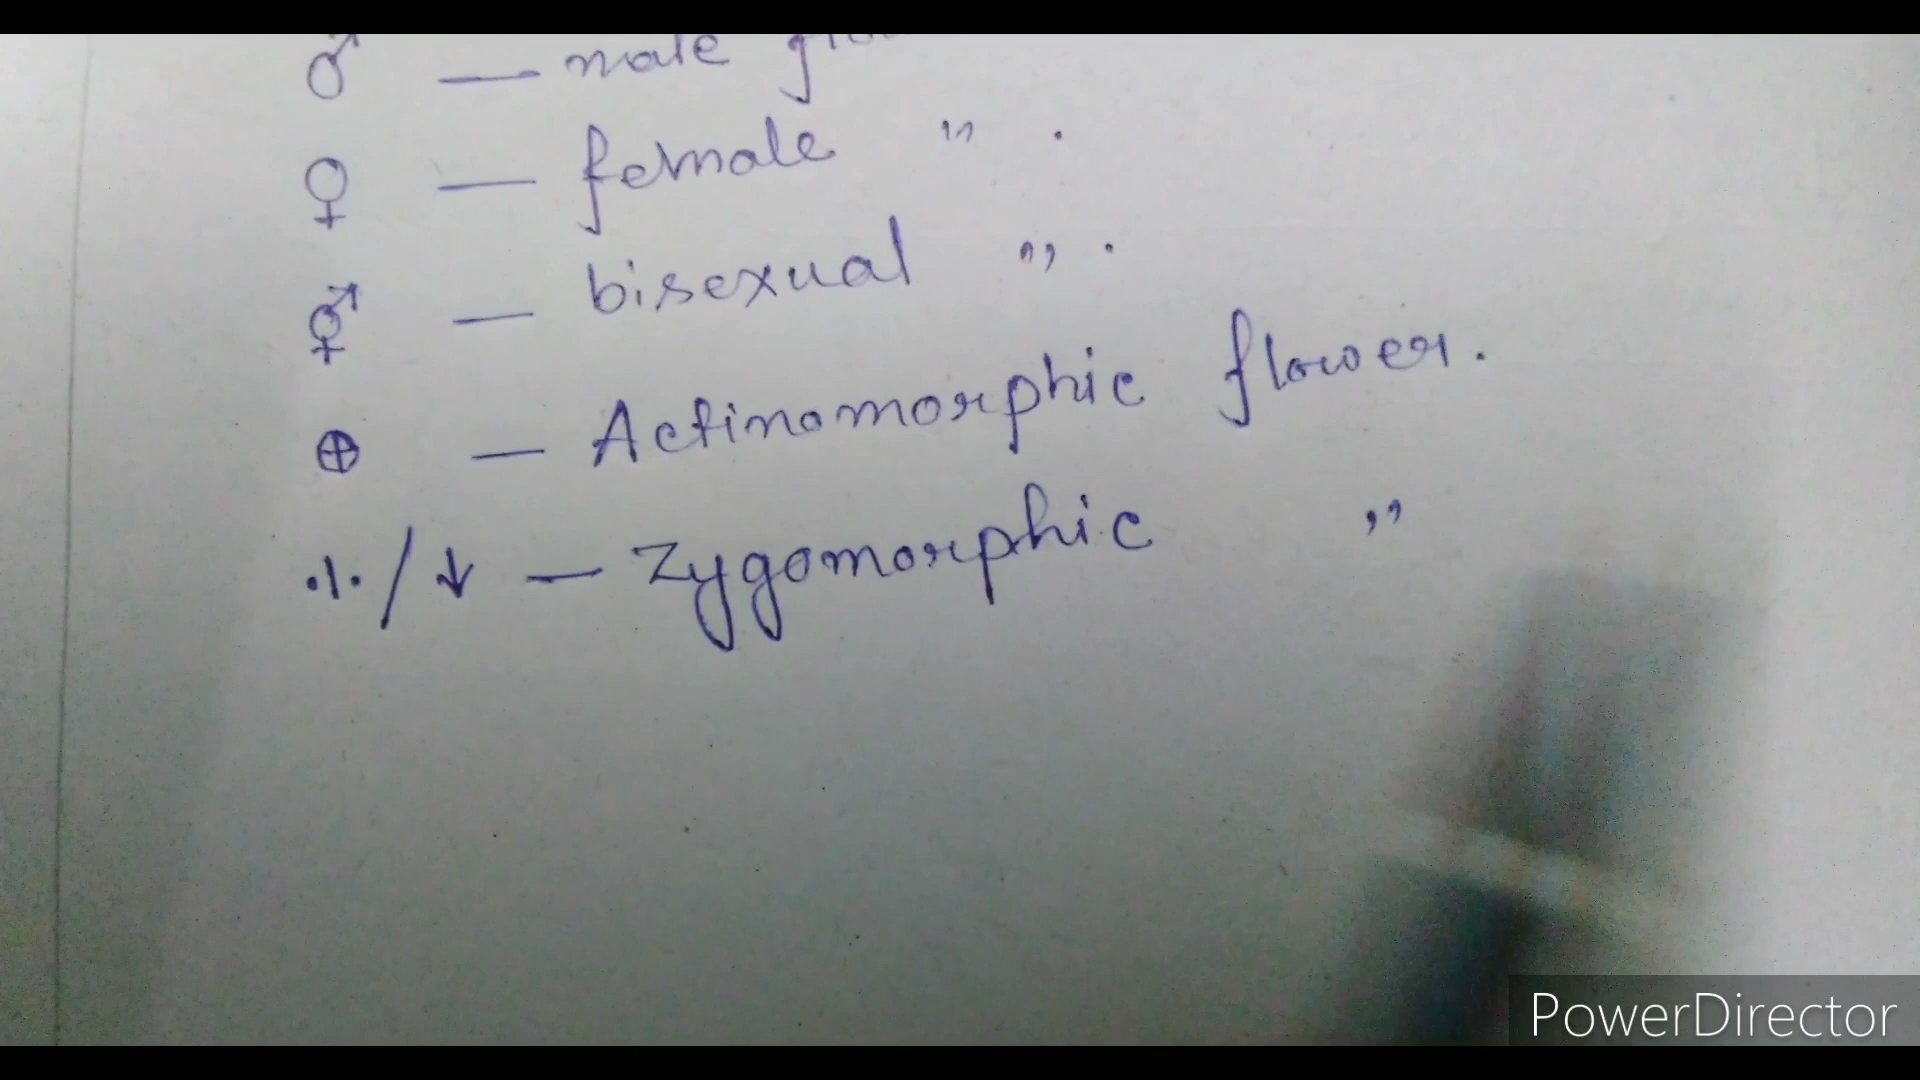 ♂ — male
♀ — female " .
⚥ — bisexual " .
⊕ — Actinomorphic flower.
·|· / ↓ — Zygomorphic "
PowerDirector